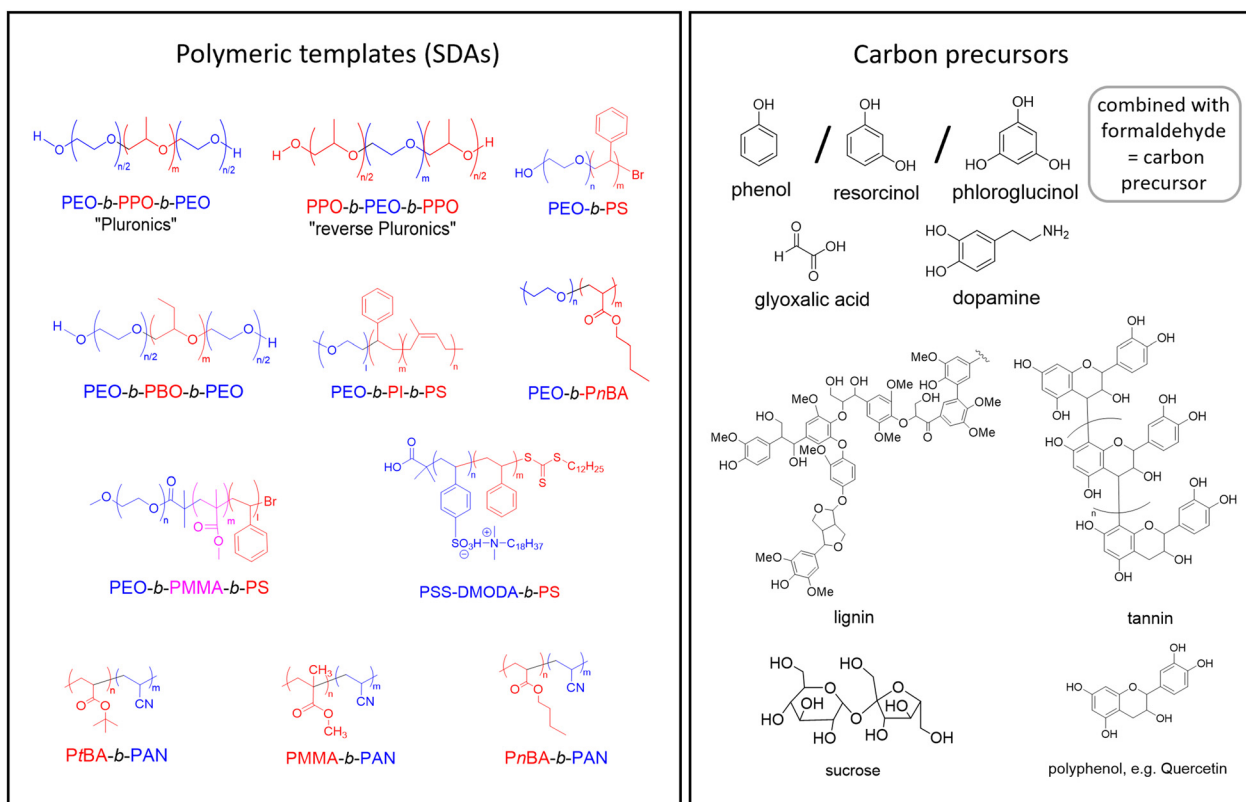 Polymeric templates (SDAs)
PEO-b-PPO-b-PEO
"Pluronics"
PPO-b-PEO-b-PPO
"reverse Pluronics"
PEO-b-PS
PEO-b-PBO-b-PEO
PEO-b-PI-b-PS
PEO-b-PnBA
PEO-b-PMMA-b-PS
PSS-DMODA-b-PS
PtBA-b-PAN
PMMA-b-PAN
PnBA-b-PAN
Carbon precursors
phenol
resorcinol
phloroglucinol
combined with
formaldehyde
= carbon
precursor
glyoxalic acid
dopamine
lignin
tannin
sucrose
polyphenol, e.g. Quercetin